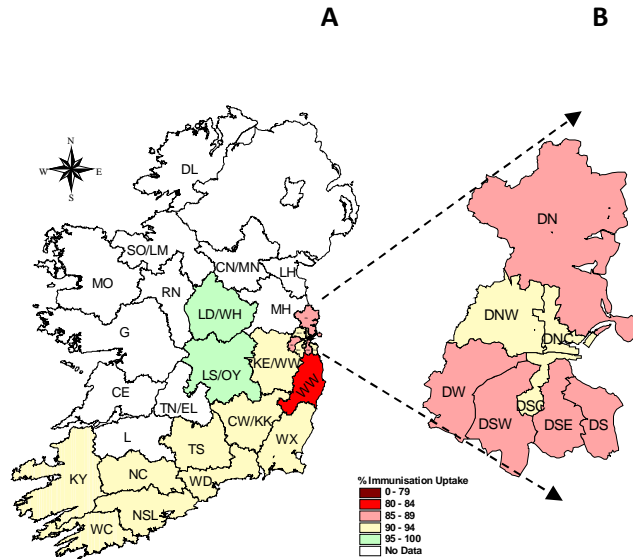 A
B
N
W
E
S
DL
SO/LM
CN/MN
LH
MO
RN
MH
LD/WH
G
KE/WW
LS/OY
WW
CE
TN/EL
CW/KK
L
TS
WX
KY
NC
WD
NSL
WC
DN
DNW
DNC
DW
DSC
DSW
DSE
DS
% Immunisation Uptake
0 - 79
80 - 84
85 - 89
90 - 94
95 - 100
No Data